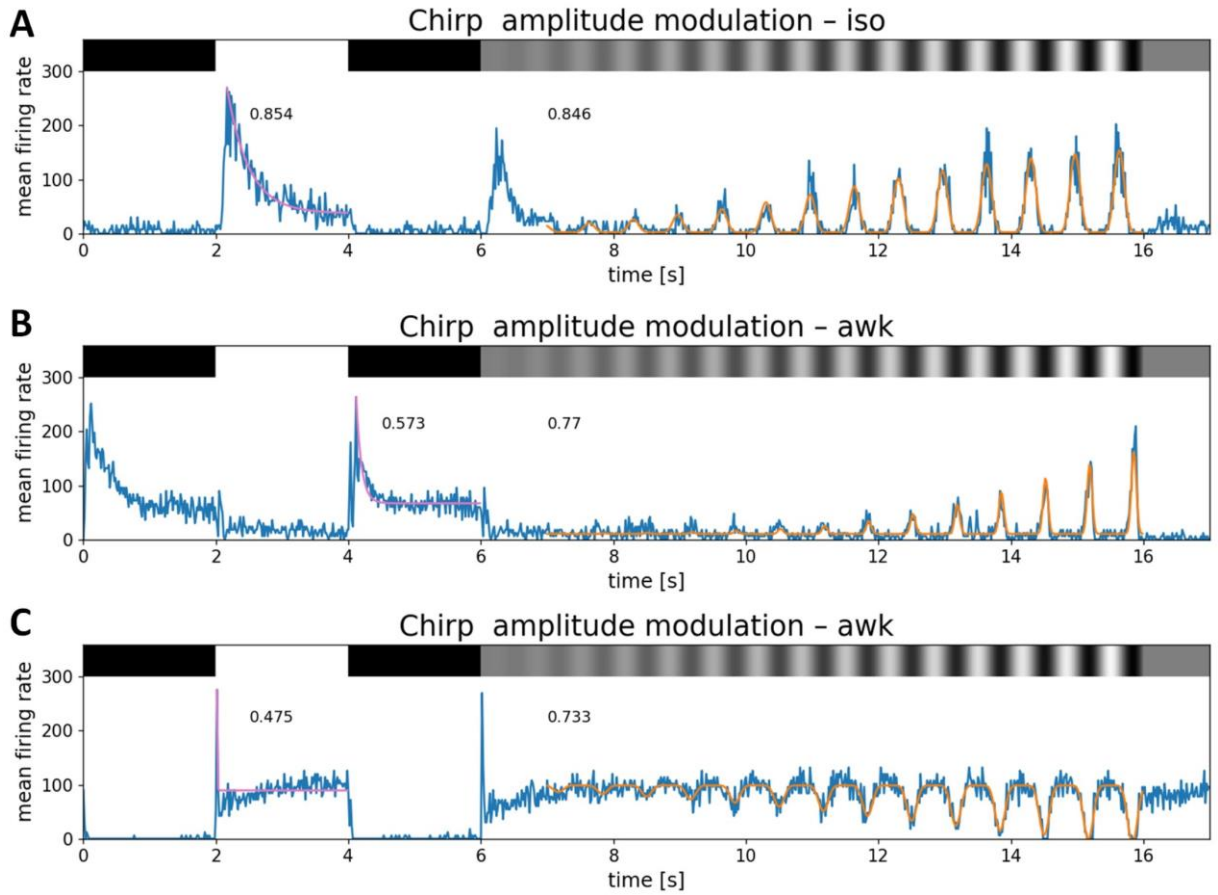 A
Chirp  amplitude modulation – iso
300
200
100
0
mean firing rate
0.854
0.846
0 2 4 6 8 10 12 14 16
time [s]
B
Chirp  amplitude modulation – awk
300
200
100
0
mean firing rate
0.573
0.77
0 2 4 6 8 10 12 14 16
time [s]
C
Chirp  amplitude modulation – awk
300
200
100
0
mean firing rate
0.475
0.733
0 2 4 6 8 10 12 14 16
time [s]